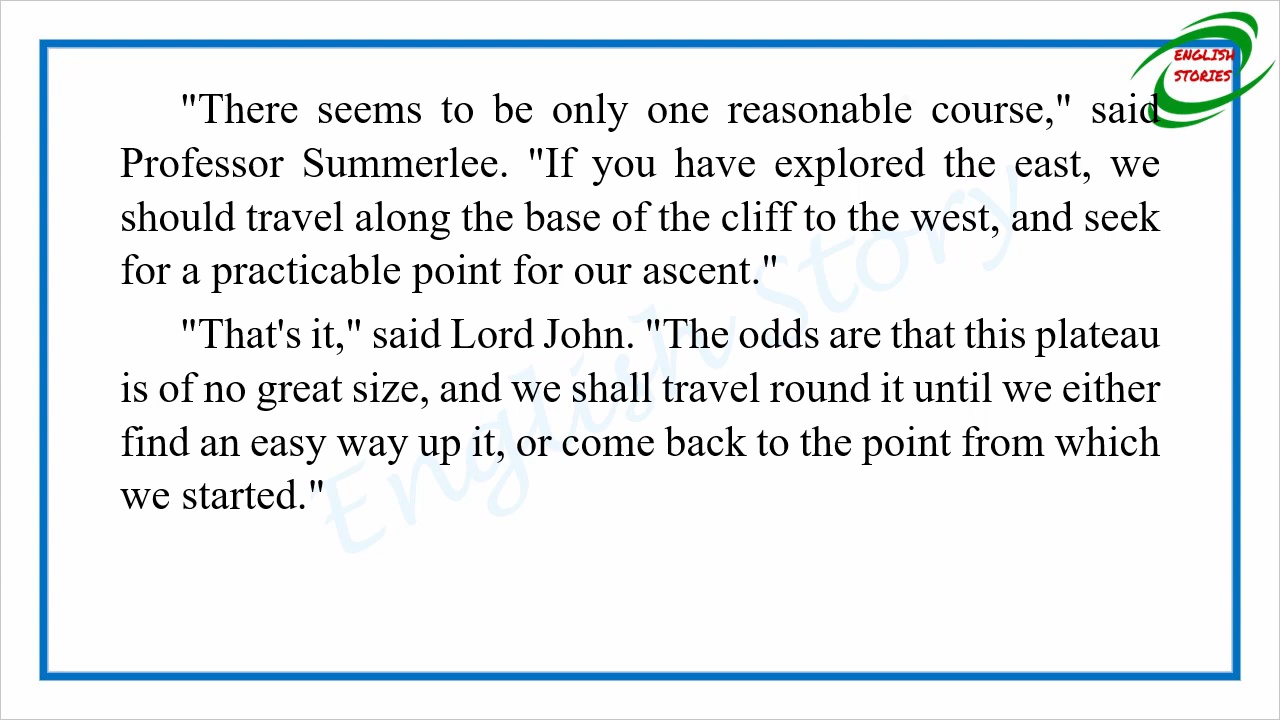 ENGLISH
STORIES
"There seems to be only one reasonable course," said
Professor Summerlee. "If you have explored the east, we
should travel along the base of the cliff to the west, and seek
for a practicable point for our ascent."
"That's it," said Lord John. "The odds are that this plateau
is of no great size, and we shall travel round it until we either
find an easy way up it, or come back to the point from which
we started."
English Story